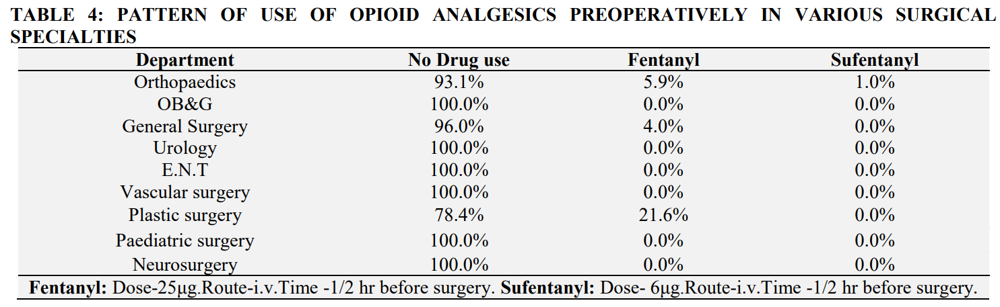 TABLE 4: PATTERN OF USE OF OPIOID ANALGESICS PREOPERATIVELY IN VARIOUS SURGICAL
SPECIALTIES
Department No Drug use Fentanyl Sufentanyl
Orthopaedics 93.1% 5.9% 1.0%
OB&G 100.0% 0.0% 0.0%
General Surgery 96.0% 4.0% 0.0%
Urology 100.0% 0.0% 0.0%
E.N.T 100.0% 0.0% 0.0%
Vascular surgery 100.0% 0.0% 0.0%
Plastic surgery 78.4% 21.6% 0.0%
Paediatric surgery 100.0% 0.0% 0.0%
Neurosurgery 100.0% 0.0% 0.0%
Fentanyl: Dose-25μg.Route-i.v.Time -1/2 hr before surgery. Sufentanyl: Dose- 6μg.Route-i.v.Time -1/2 hr before surgery.